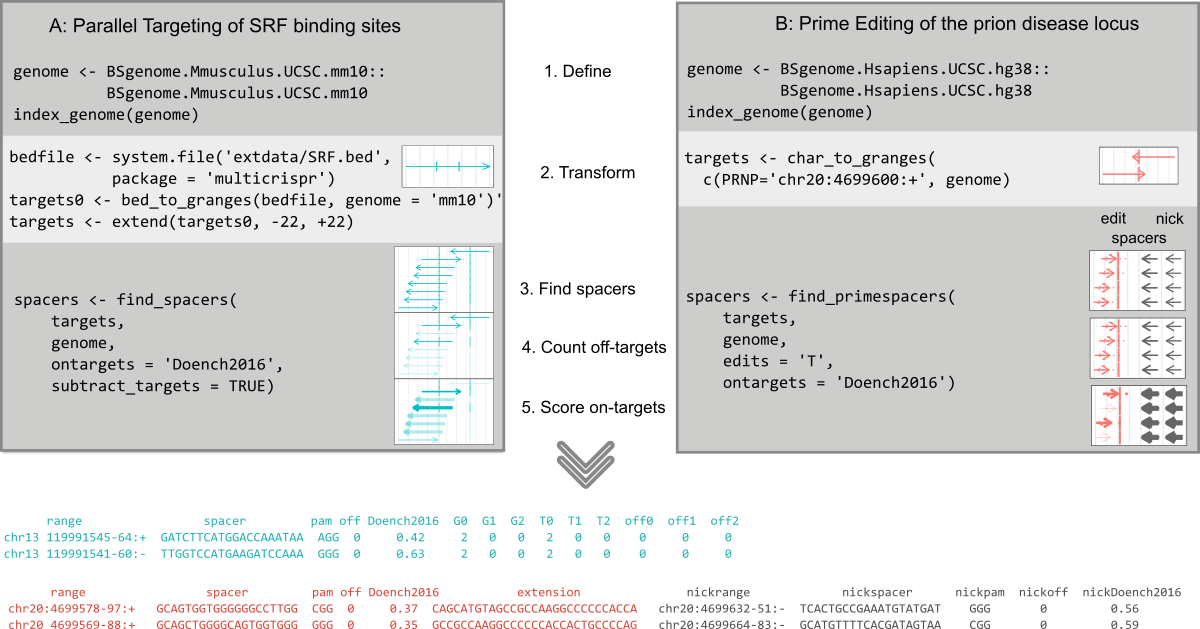 A: Parallel Targeting of SRF binding sites
genome <- BSgenome.Mmusculus.UCSC.mm10::
BSgenome.Mmusculus.UCSC.mm10
index_genome(genome)
bedfile <- system.file('extdata/SRF.bed',
package = 'multicrispr')
targets0 <- bed_to_granges(bedfile, genome = 'mm10')'
targets <- extend(targets0, -22, +22)
spacers <- find_spacers(
targets,
genome,
ontargets = 'Doench2016',
subtract_targets = TRUE)
1. Define
2. Transform
3. Find spacers
4. Count off-targets
5. Score on-targets
B: Prime Editing of the prion disease locus
genome <- BSgenome.Hsapiens.UCSC.hg38::
BSgenome.Hsapiens.UCSC.hg38
index_genome(genome)
targets <- char_to_granges(
c(PRNP='chr20:4699600:+', genome)
edit nick
spacers
spacers <- find_primespacers(
targets,
genome,
edits = 'T',
ontargets = 'Doench2016')
range spacer pam off Doench2016 G0 G1 G2 T0 T1 T2 off0 off1 off2
chr13 119991545-64:+ GATCTTCATGGACCAAATAA AGG 0 0.42 2 0 0 2 0 0 0 0 0
chr13 119991541-60:- TTGGTCCATGAAGATCCAAA GGG 0 0.63 2 0 0 2 0 0 0 0 0
range spacer pam off Doench2016 extension nickrange nickspacer nickpam nickoff nickDoench2016
chr20:4699578-97:+ GCAGTGGTGGGGGGCCTTGG CGG 0 0.37 CAGCATGTAGCCGCCAAGGCCCCCCACCA chr20:4699632-51:- TCACTGCCGAAATGTATGAT GGG 0 0.56
chr20 4699569-88:+ GCAGCTGGGGCAGTGGTGGG GGG 0 0.35 GCCGCCAAGGCCCCCCACCACTGCCCCAG chr20:4699664-83:- GCATGTTTTCACGATAGTAA CGG 0 0.59